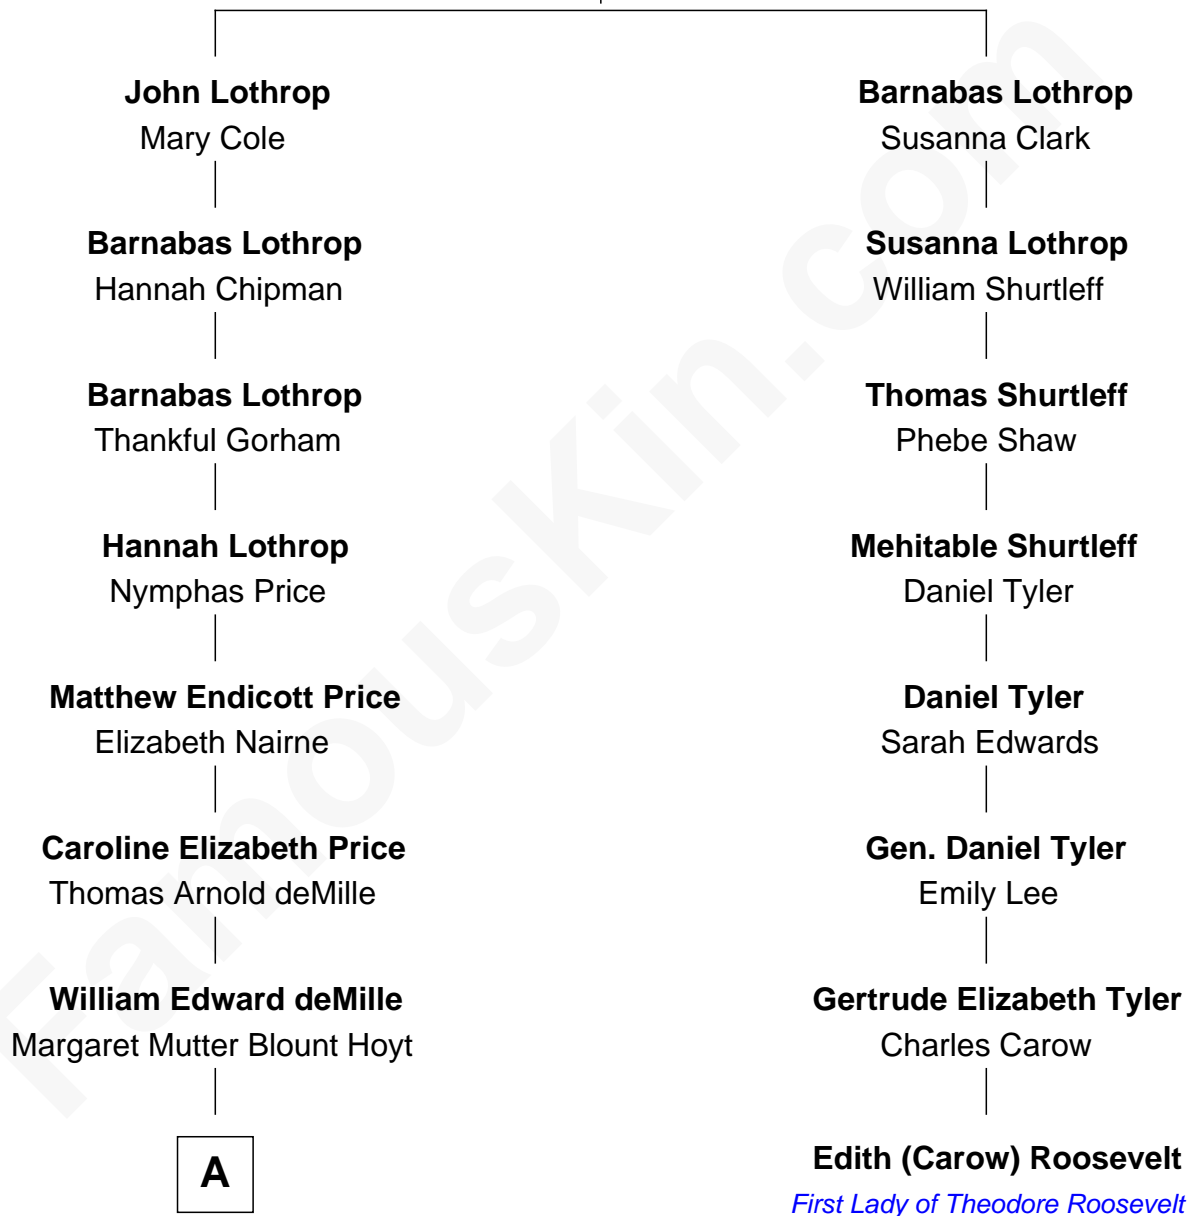 John Lothrop
Mary Cole
Barnabas Lothrop
Susanna Clark
Barnabas Lothrop
Hannah Chipman
Susanna Lothrop
William Shurtleff
Barnabas Lothrop
Thankful Gorham
Thomas Shurtleff
Phebe Shaw
Hannah Lothrop
Nymphas Price
Mehitable Shurtleff
Daniel Tyler
Matthew Endicott Price
Elizabeth Nairne
Daniel Tyler
Sarah Edwards
Caroline Elizabeth Price
Thomas Arnold deMille
Gen. Daniel Tyler
Emily Lee
William Edward deMille
Margaret Mutter Blount Hoyt
Gertrude Elizabeth Tyler
Charles Carow
A
Edith (Carow) Roosevelt
First Lady of Theodore Roosevelt
FamousKin.com